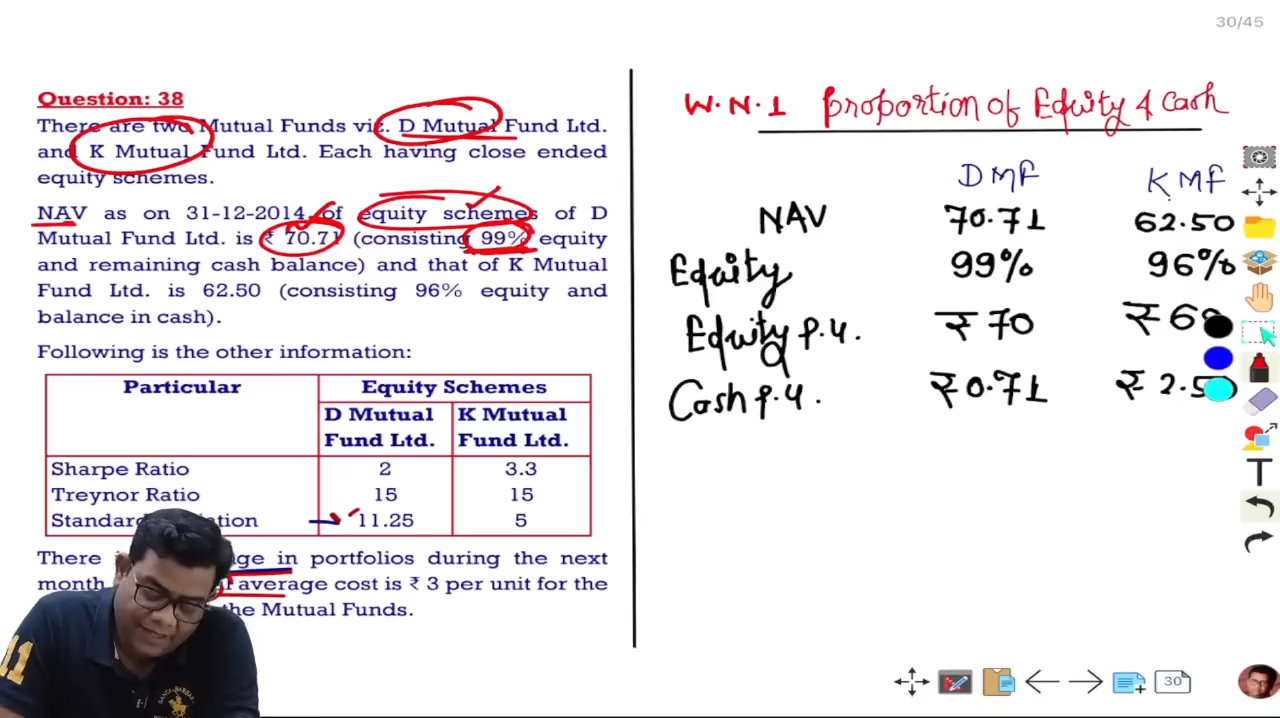 30/45
Question: 38
There are two Mutual Funds viz. D Mutual Fund Ltd.
and K Mutual Fund Ltd. Each having close ended
equity schemes.
NAV as on 31-12-2014 of equity schemes of D
Mutual Fund Ltd. is ₹ 70.71 (consisting 99% equity
and remaining cash balance) and that of K Mutual
Fund Ltd. is 62.50 (consisting 96% equity and
balance in cash).
Following is the other information:
Particular Equity Schemes
D Mutual Fund Ltd. K Mutual Fund Ltd.
Sharpe Ratio 2 3.3
Treynor Ratio 15 15
Standard 11.25 5
There in portfolios during the next
month average cost is ₹ 3 per unit for the
the Mutual Funds.
W.N.1 Proportion of Equity & Cash
DMF KMF
NAV 70.71 62.50
Equity 99% 96%
Equity P.U. ₹ 70 ₹ 60
Cash P.U. ₹ 0.71 ₹ 2.50
T
30
11